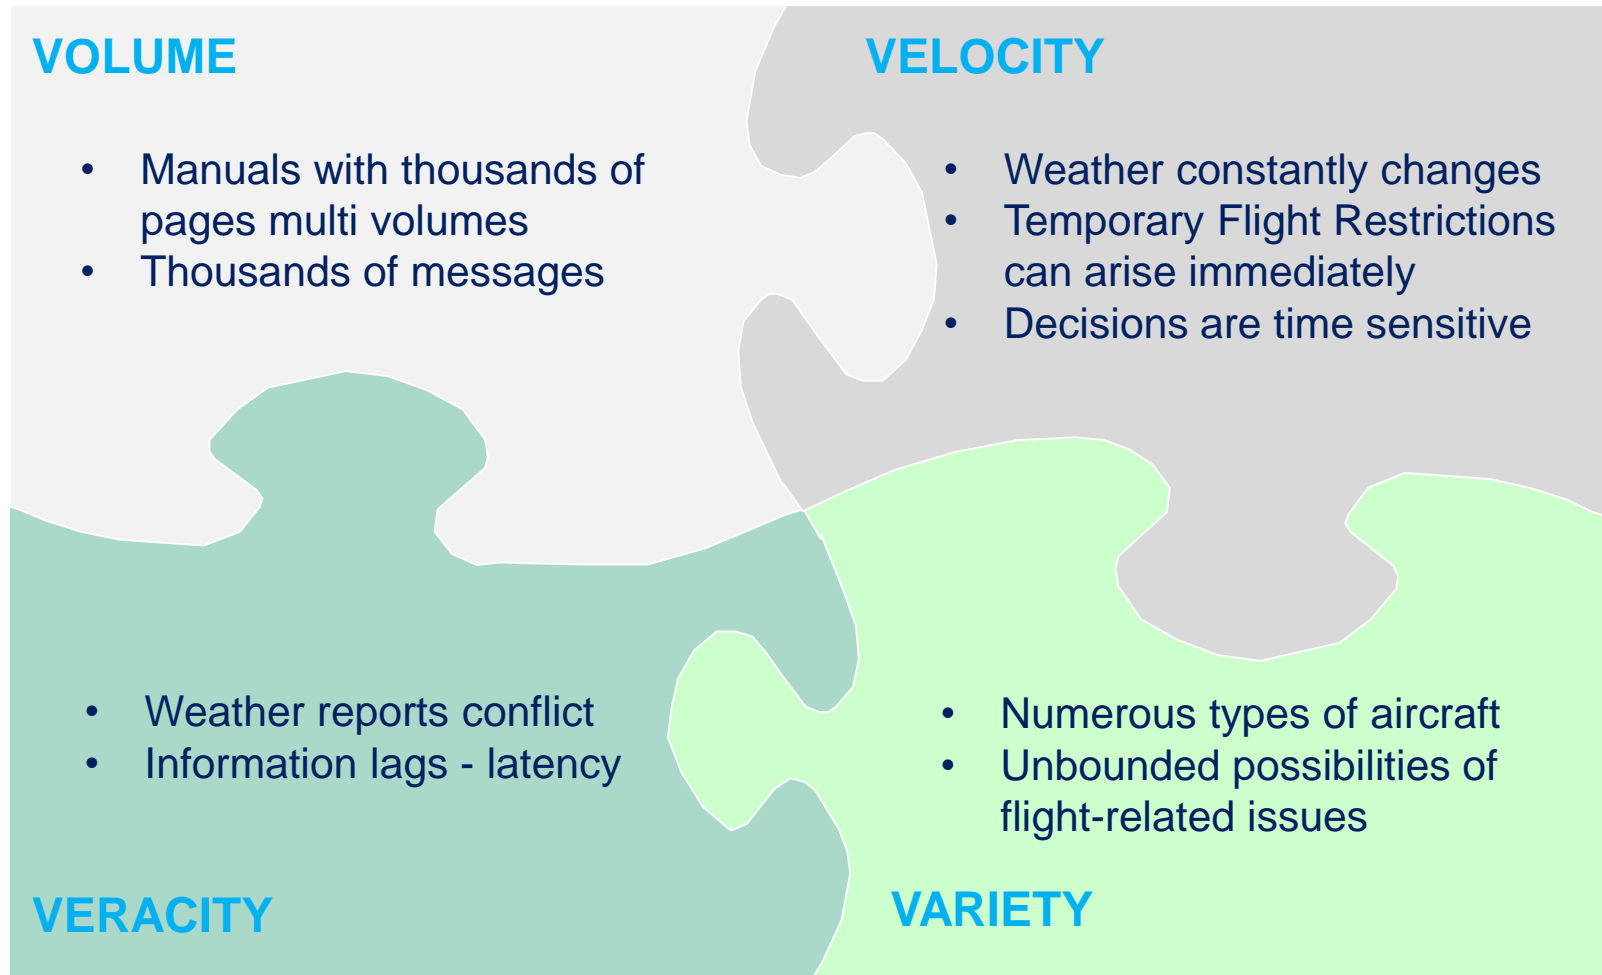 VOLUME
• Manuals with thousands of
pages multi volumes
• Thousands of messages
VELOCITY
• Weather constantly changes
• Temporary Flight Restrictions
can arise immediately
• Decisions are time sensitive
• Weather reports conflict
• Information lags - latency
VERACITY
• Numerous types of aircraft
• Unbounded possibilities of
flight-related issues
VARIETY